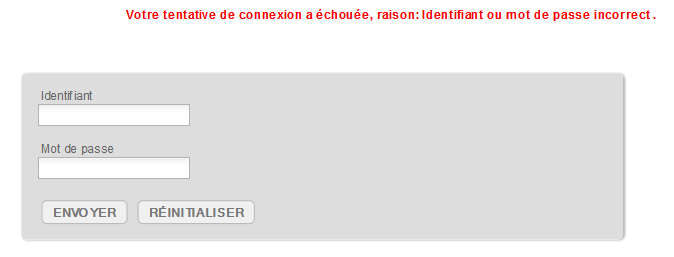 Votre tentative de connexion a échouée, raison: Identifiant ou mot de passe incorrect .
Identifiant
Mot de passe
ENVOYER RÉINITIALISER